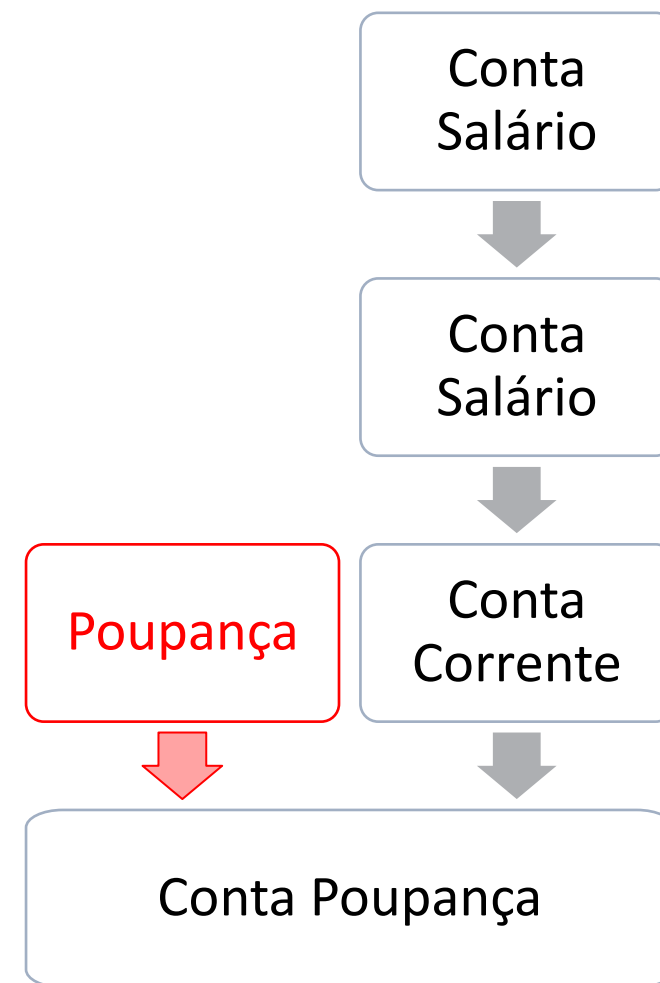 Conta
Salário
Conta
Salário
Poupança
Conta
Corrente
Conta Poupança